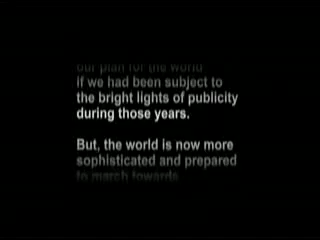 our plan for the world
if we had been subject to
the bright lights of publicity
during those years.
But, the world is now more
sophisticated and prepared
to march towards